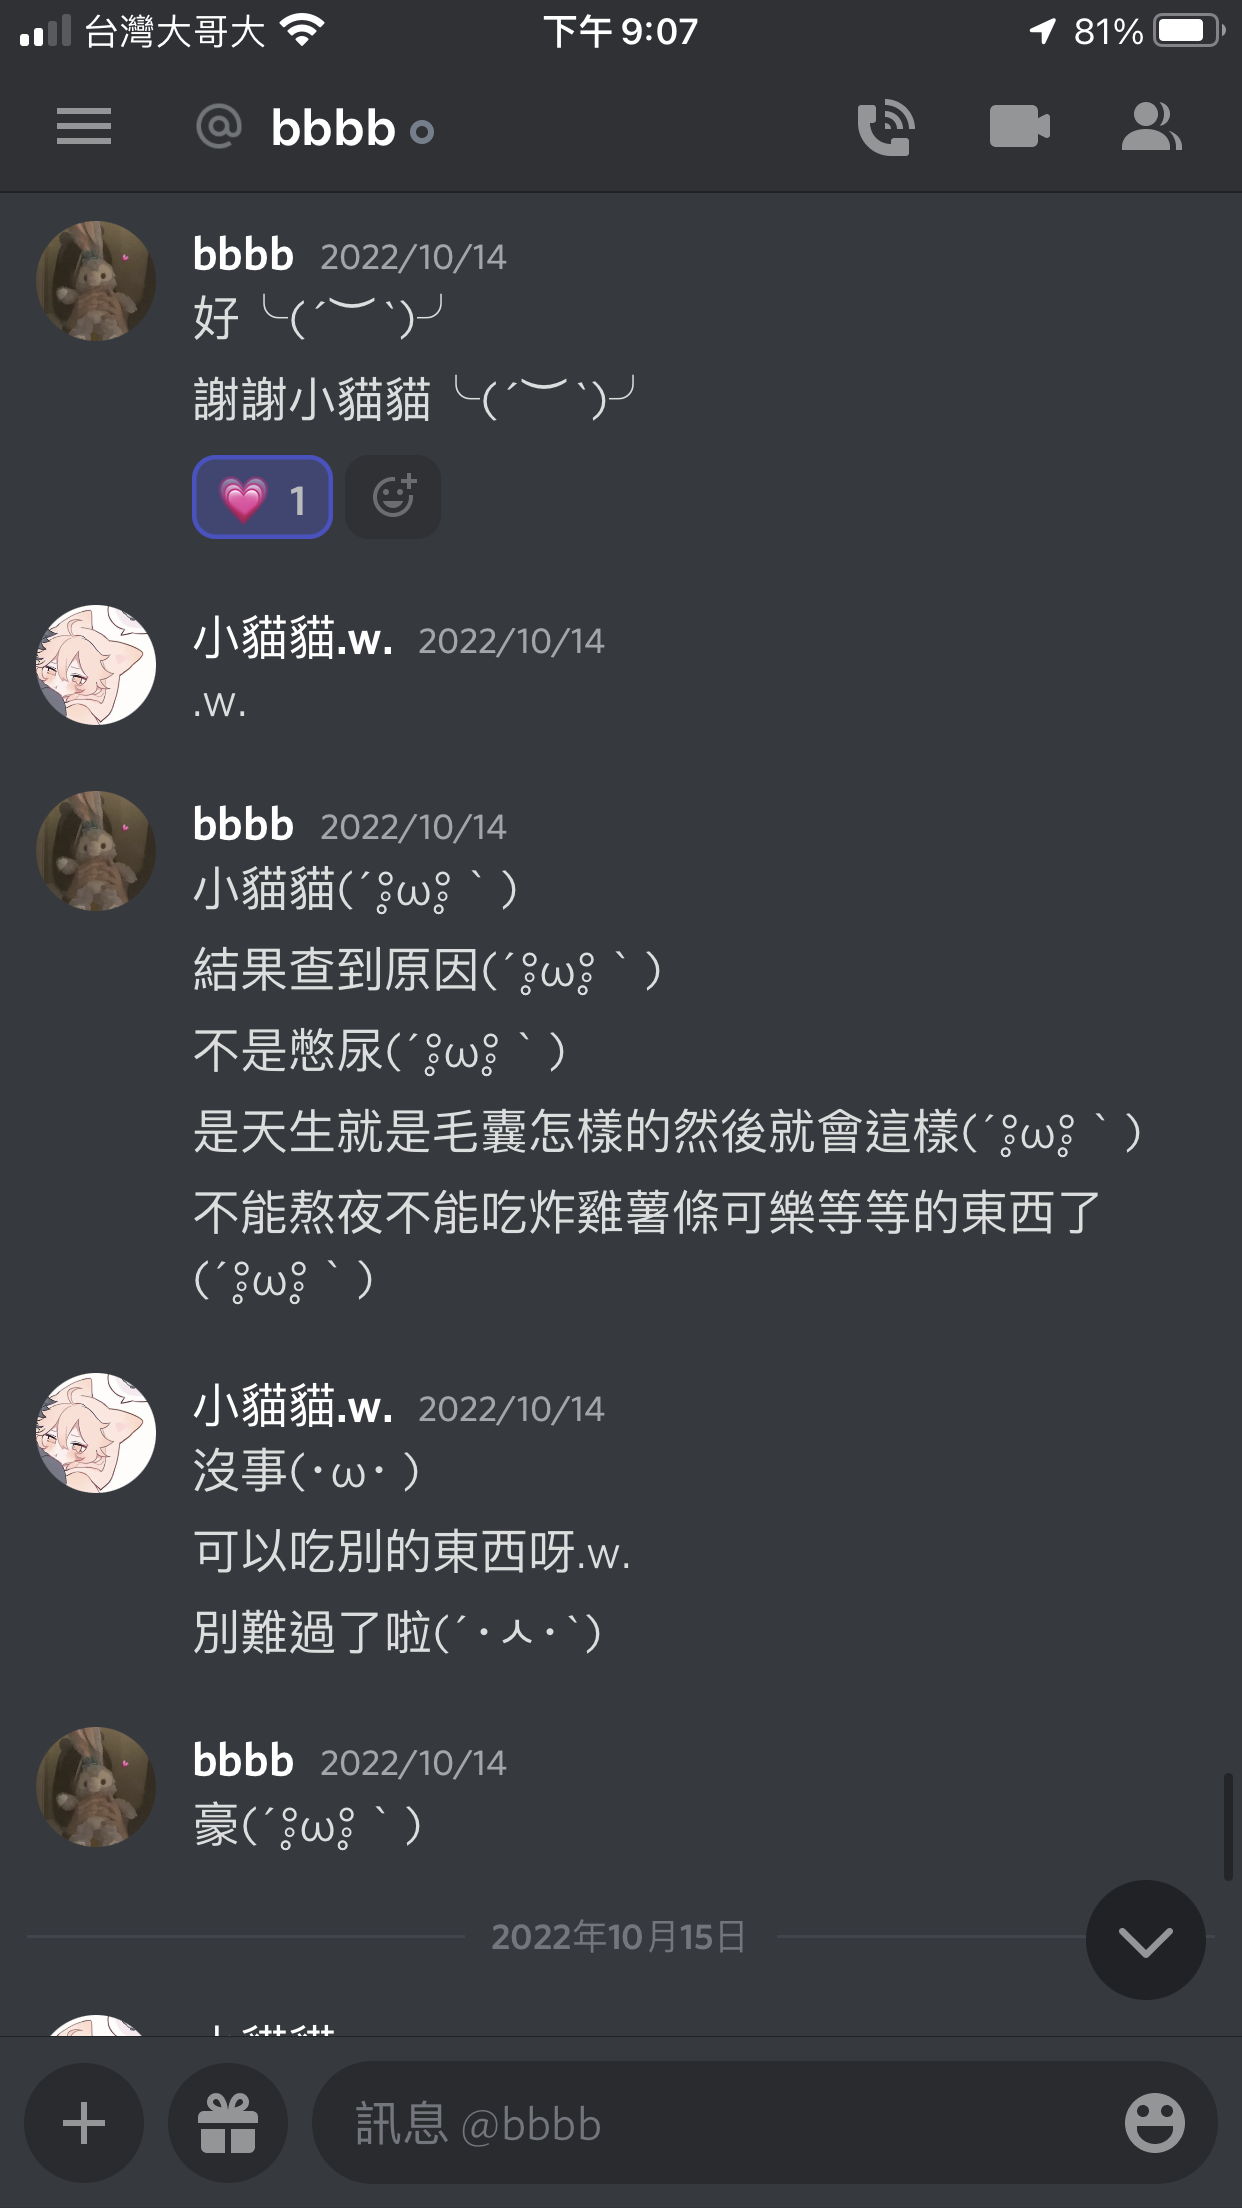 台灣大哥大 下午 9:07 81%
@ bbbb
bbbb 2022/10/14
好╰(´︶`)╯
謝謝小貓貓╰(´︶`)╯
💗 1
小貓貓.w. 2022/10/14
.w.
bbbb 2022/10/14
小貓貓(´;ω;｀)
結果查到原因(´;ω;｀)
不是憋尿(´;ω;｀)
是天生就是毛囊怎樣的然後就會這樣(´;ω;｀)
不能熬夜不能吃炸雞薯條可樂等等的東西了
(´;ω;｀)
小貓貓.w. 2022/10/14
沒事(･ω･)
可以吃別的東西呀.w.
別難過了啦(´･ㅅ･`)
bbbb 2022/10/14
豪(´;ω;｀)
2022年10月15日
訊息 @bbbb